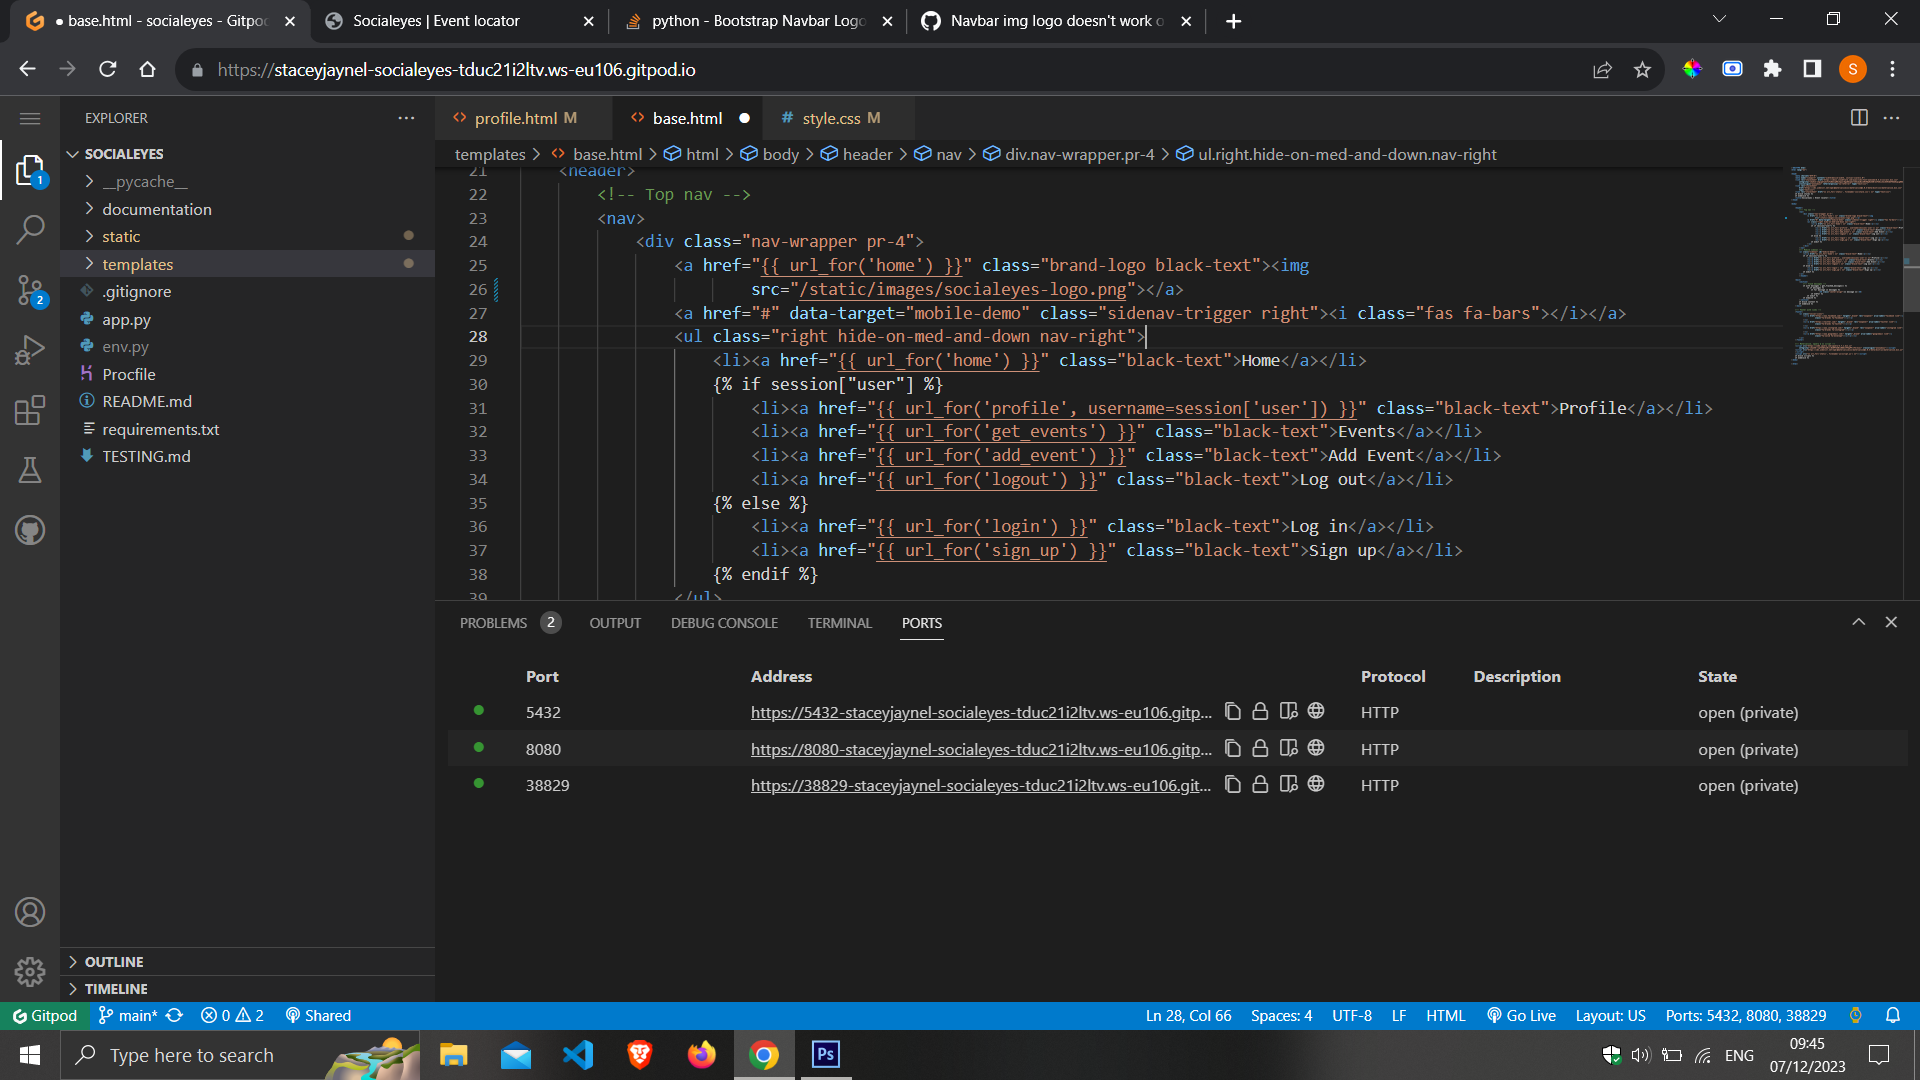 base.html - socialeyes - Gitpod
Socialeyes | Event locator
python - Bootstrap Navbar Logo
Navbar img logo doesn't work o
https://staceyjaynel-socialeyes-tduc21i2ltv.ws-eu106.gitpod.io
S
EXPLORER
profile.html M
base.html
style.css M
SOCIALEYES
templates > base.html > html > body > header > nav > div.nav-wrapper.pr-4 > ul.right.hide-on-med-and-down.nav-right
__pycache__
documentation
static
templates
.gitignore
app.py
env.py
Procfile
README.md
requirements.txt
TESTING.md
1
2
21 <header>
22 <!-- Top nav -->
23 <nav>
24 <div class="nav-wrapper pr-4">
25 <a href="{{ url_for('home') }}" class="brand-logo black-text"><img
26 src="/static/images/socialeyes-logo.png"></a>
27 <a href="#" data-target="mobile-demo" class="sidenav-trigger right"><i class="fas fa-bars"></i></a>
28 <ul class="right hide-on-med-and-down nav-right">
29 <li><a href="{{ url_for('home') }}" class="black-text">Home</a></li>
30 {% if session["user"] %}
31 <li><a href="{{ url_for('profile', username=session['user']) }}" class="black-text">Profile</a></li>
32 <li><a href="{{ url_for('get_events') }}" class="black-text">Events</a></li>
33 <li><a href="{{ url_for('add_event') }}" class="black-text">Add Event</a></li>
34 <li><a href="{{ url_for('logout') }}" class="black-text">Log out</a></li>
35 {% else %}
36 <li><a href="{{ url_for('login') }}" class="black-text">Log in</a></li>
37 <li><a href="{{ url_for('sign_up') }}" class="black-text">Sign up</a></li>
38 {% endif %}
39 </ul>
PROBLEMS 2 OUTPUT DEBUG CONSOLE TERMINAL PORTS
Port Address Protocol Description State
5432 https://5432-staceyjaynel-socialeyes-tduc21i2ltv.ws-eu106.gitp... HTTP open (private)
8080 https://8080-staceyjaynel-socialeyes-tduc21i2ltv.ws-eu106.gitp... HTTP open (private)
38829 https://38829-staceyjaynel-socialeyes-tduc21i2ltv.ws-eu106.git... HTTP open (private)
OUTLINE
TIMELINE
Gitpod main* 0 2 Shared Ln 28, Col 66 Spaces: 4 UTF-8 LF HTML Go Live Layout: US Ports: 5432, 8080, 38829
Type here to search
Ps
ENG
09:45
07/12/2023